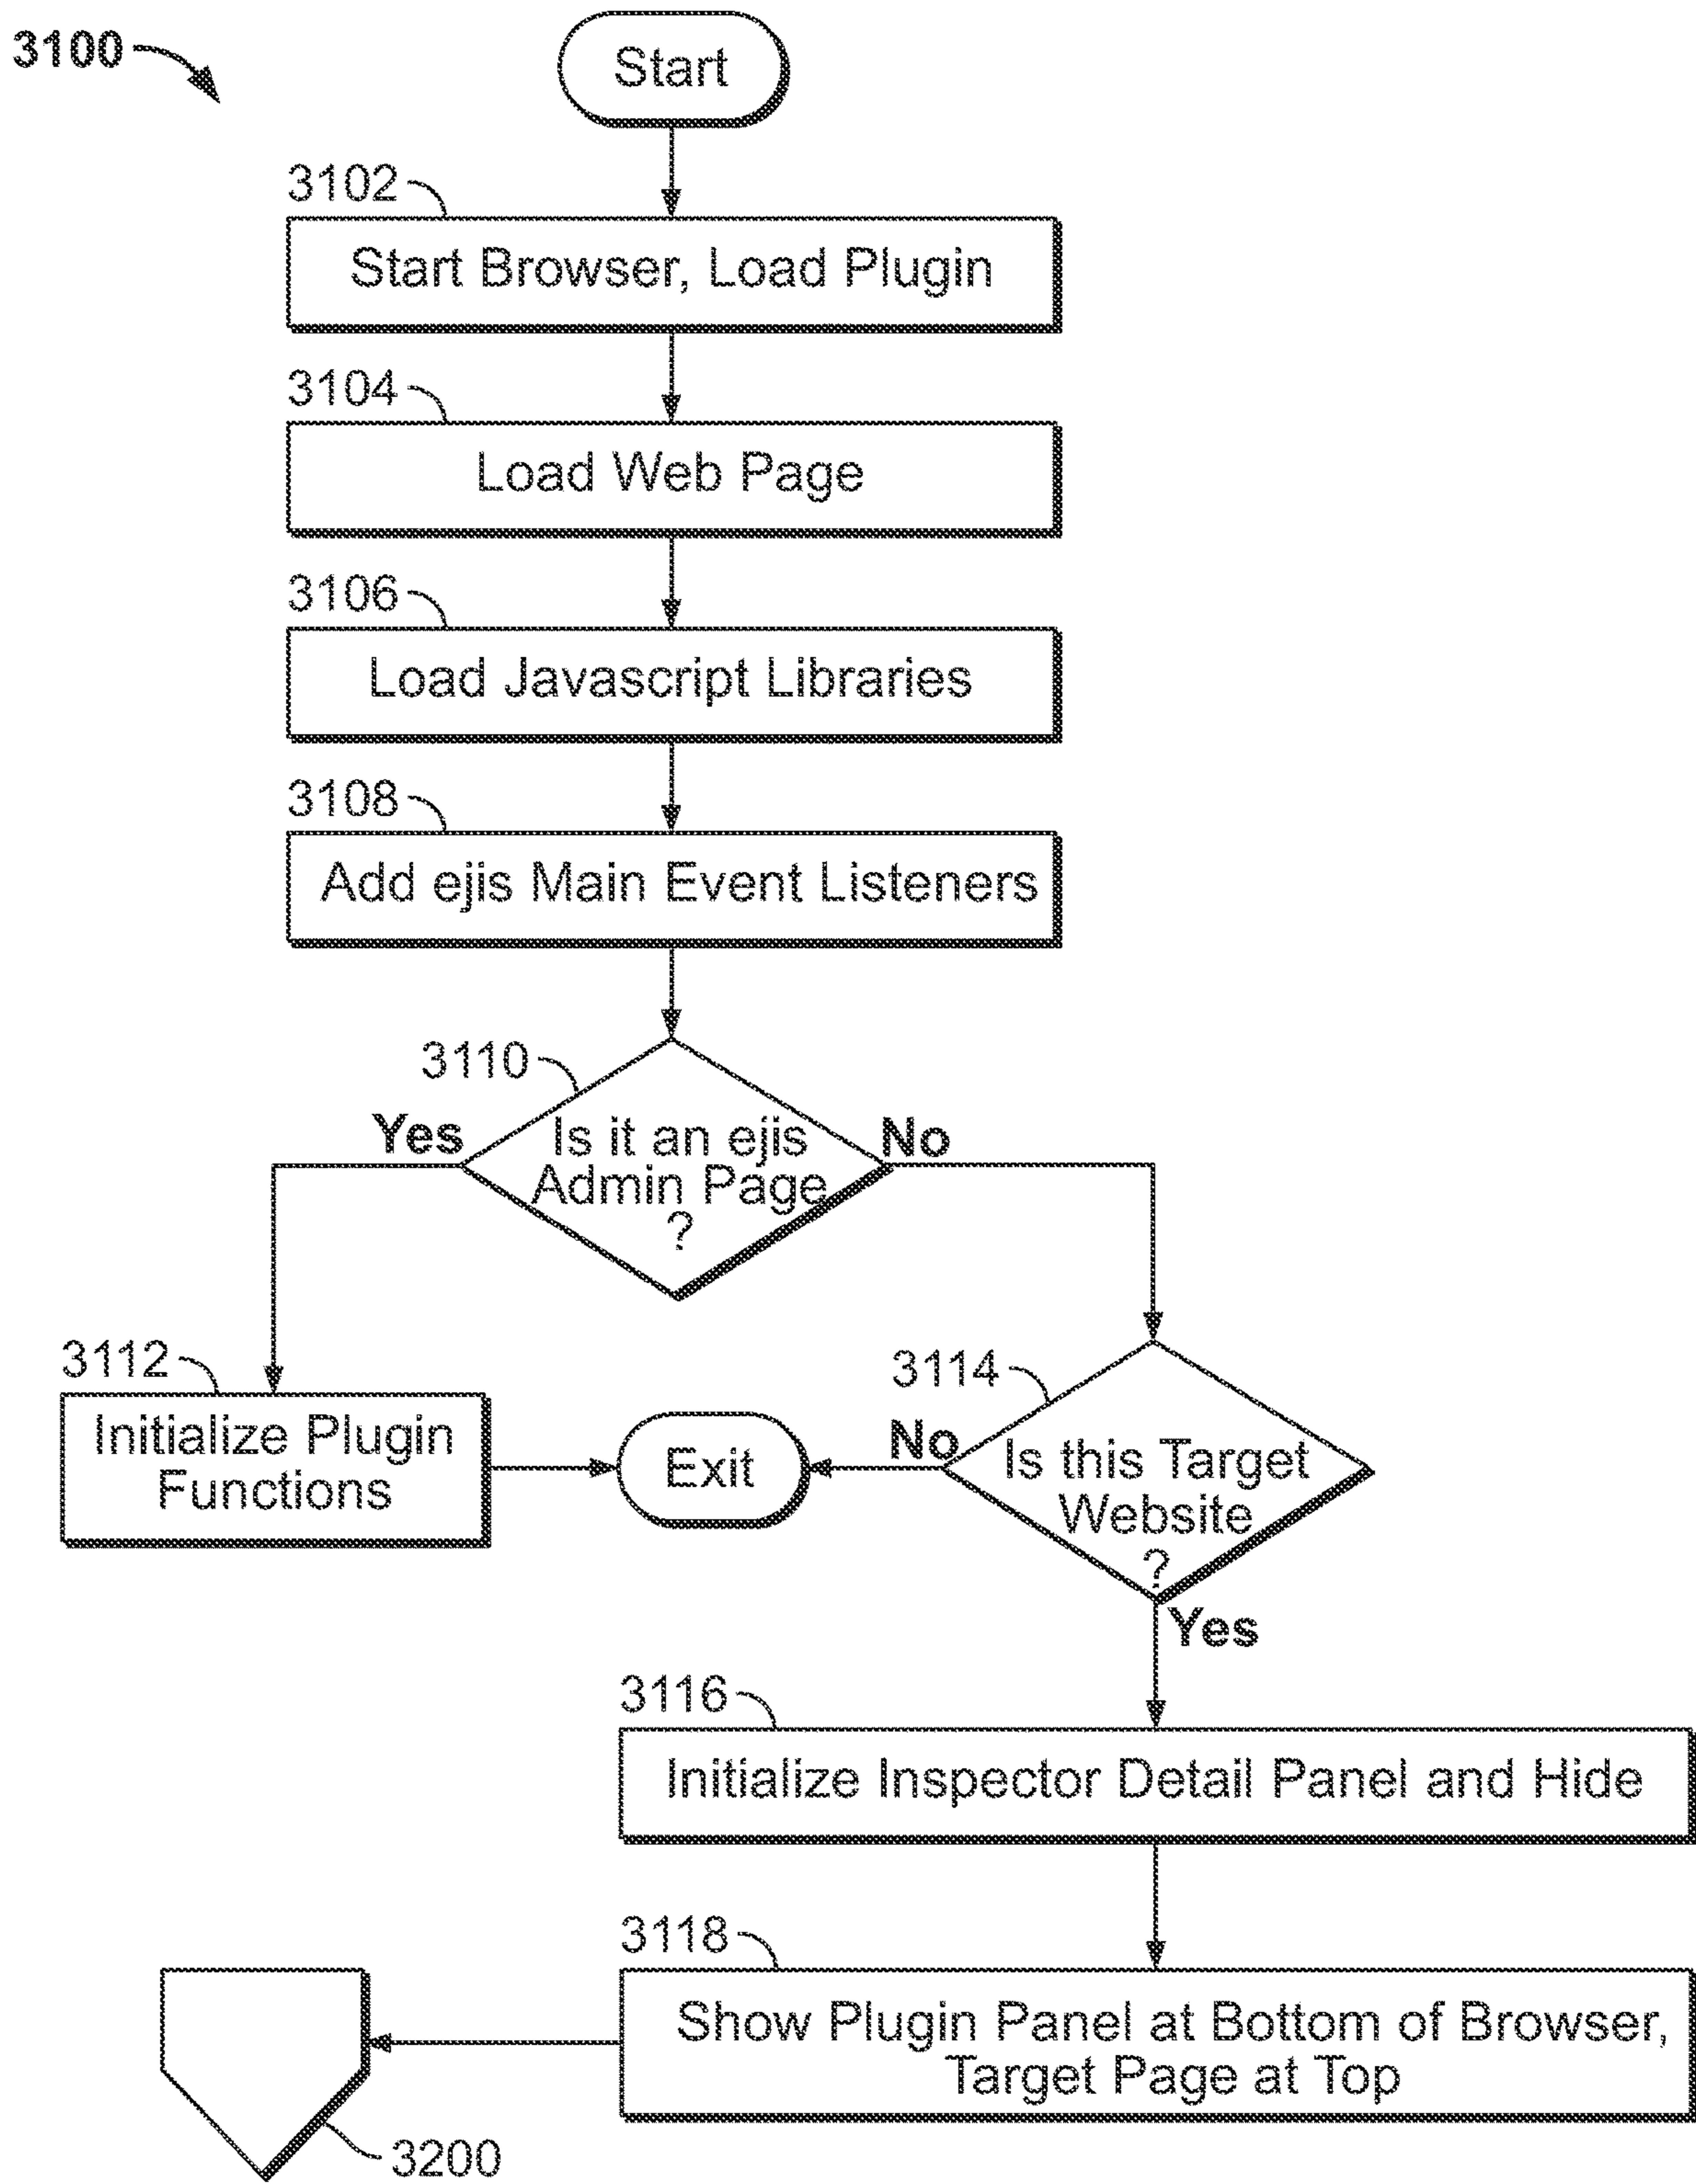 3100
Start
3102
Start Browser, Load Plugin
3104
Load Web Page
3106
Load Javascript Libraries
3108
Add ejis Main Event Listeners
3110
Yes
Is it an ejis
Admin Page
?
No
3112
Initialize Plugin
Functions
Exit
3114
No
Is this Target
Website
?
Yes
3116
Initialize Inspector Detail Panel and Hide
3118
Show Plugin Panel at Bottom of Browser,
Target Page at Top
3200